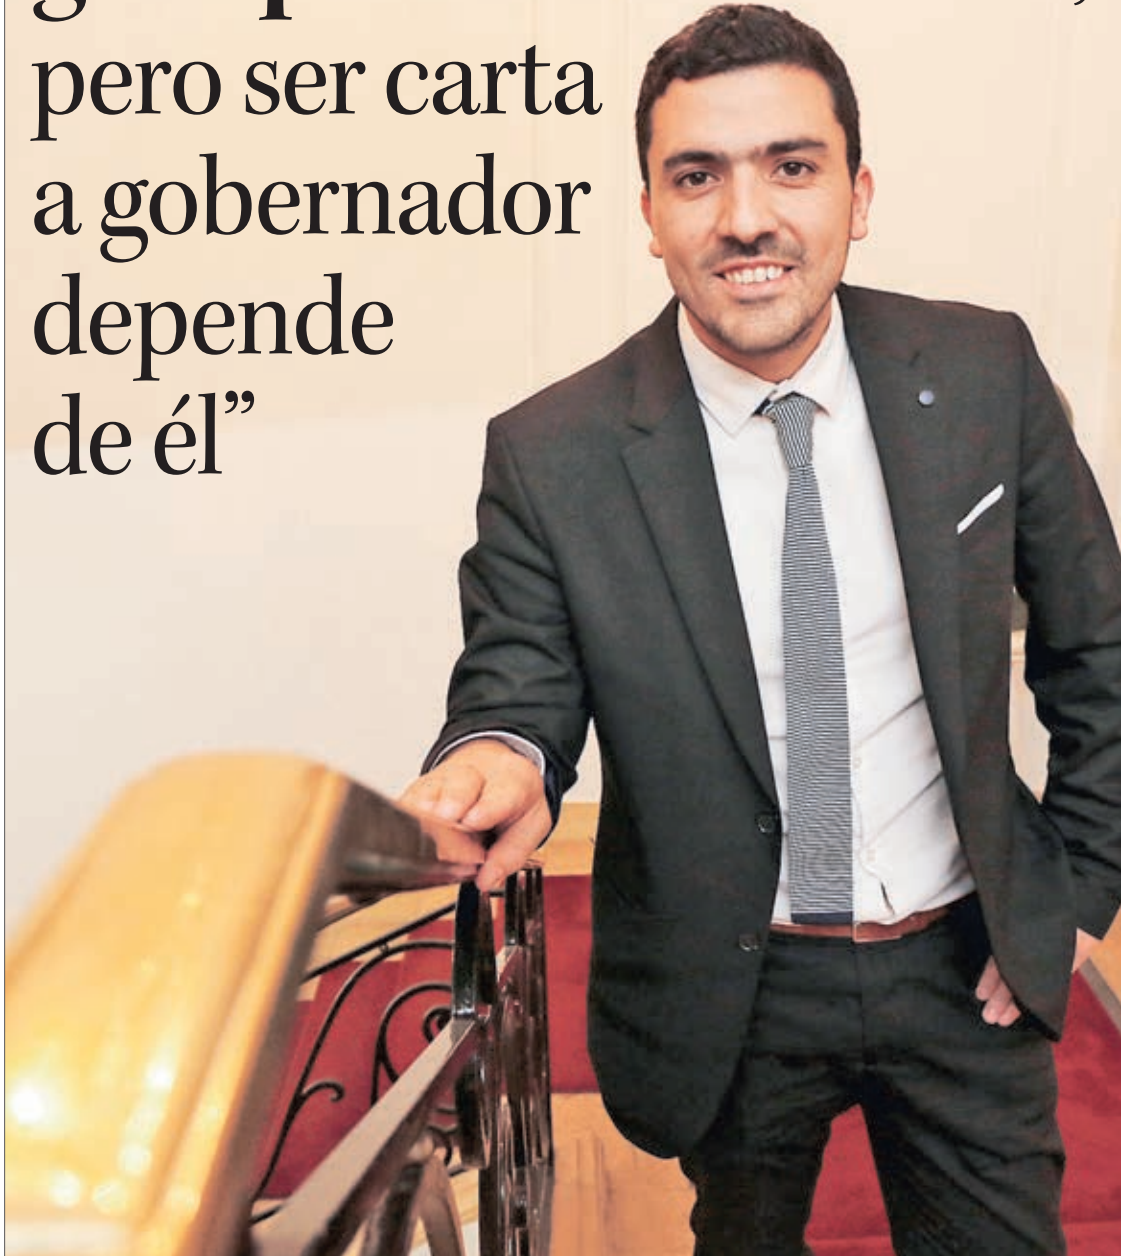 pero ser carta
a gobernador
depende
de él”